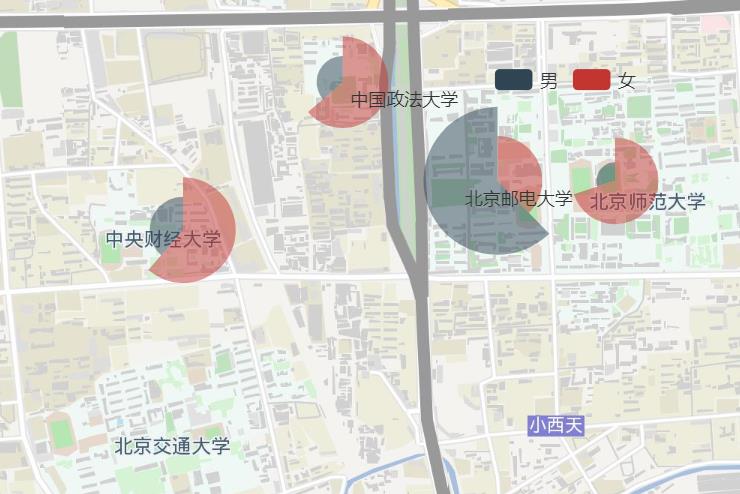 男 女
中国政法大学
北京邮电大学
北京师范大学
中央财经大学
小西天
北京交通大学